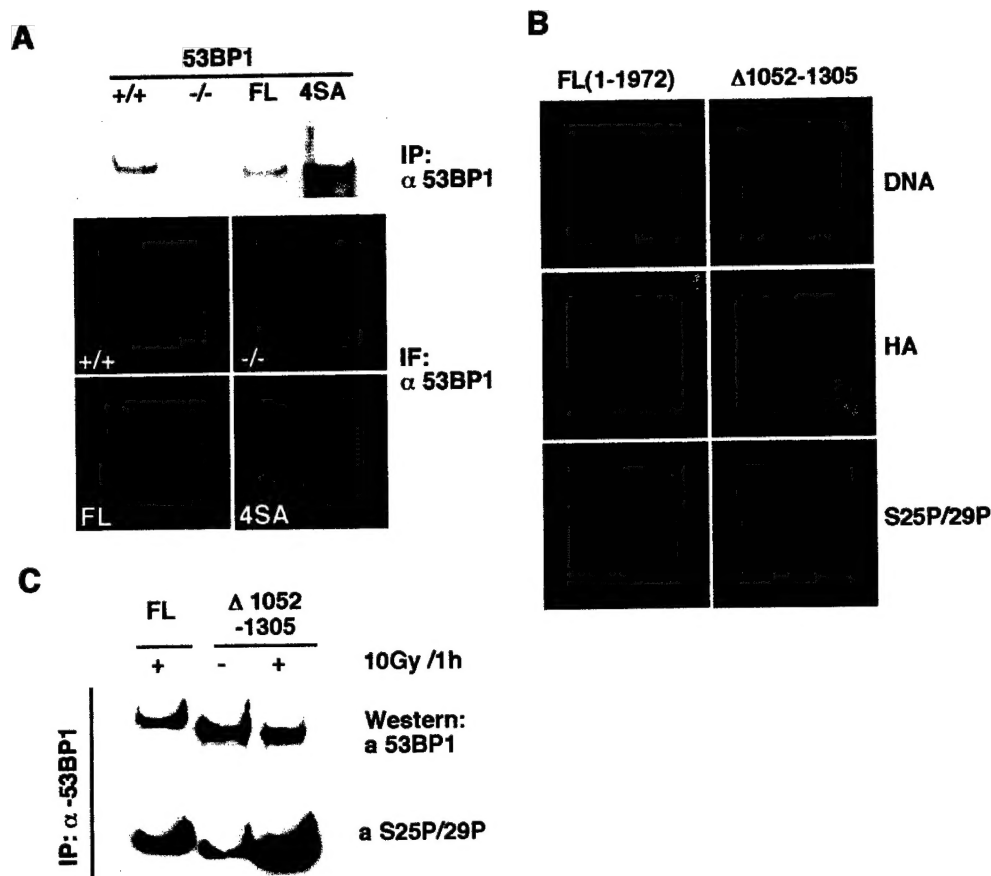 A
53BP1
+/+ -/- FL 4SA
IP:
α 53BP1
+/+ -/-
IF:
α 53BP1
FL 4SA
B
FL(1-1972) Δ1052-1305
DNA
HA
S25P/29P
C
FL Δ 1052
-1305
+ - + 10Gy /1h
Western:
a 53BP1
a S25P/29P
IP: α -53BP1